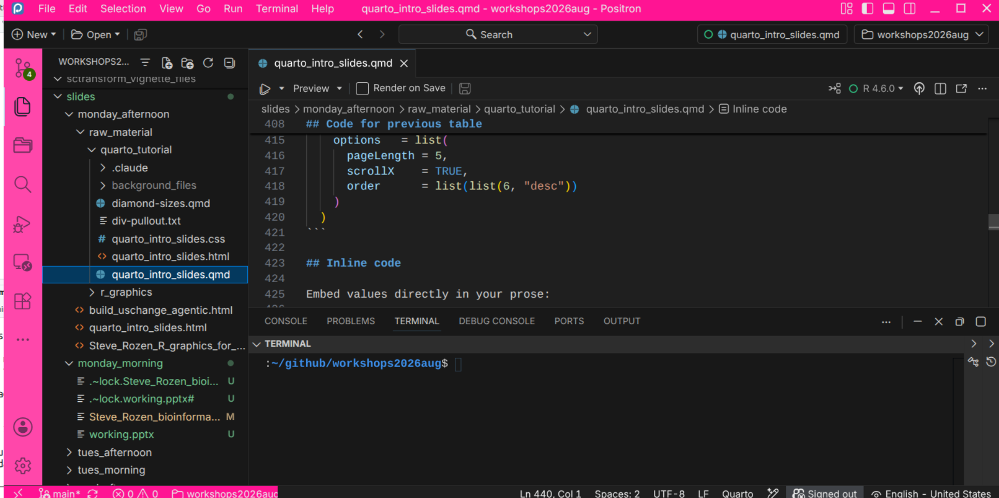 File Edit Selection View Go Run Terminal Help quarto_intro_slides.qmd - workshops2026aug - Positron
New Open Search quarto_intro_slides.qmd workshops2026aug
WORKSHOPS2...
sctransform_vignette_files
slides
monday_afternoon
raw_material
quarto_tutorial
.claude
background_files
diamond-sizes.qmd
div-pullout.txt
# quarto_intro_slides.css
<> quarto_intro_slides.html
quarto_intro_slides.qmd
r_graphics
<> build_uschange_agentic.html
<> quarto_intro_slides.html
<> Steve_Rozen_R_graphics_for_...
monday_morning
.~lock.Steve_Rozen_bioi... U
.~lock.working.pptx# U
Steve_Rozen_bioinforma... M
working.pptx U
tues_afternoon
tues_morning
4
quarto_intro_slides.qmd
Preview Render on Save R 4.6.0
slides > monday_afternoon > raw_material > quarto_tutorial > quarto_intro_slides.qmd > Inline code
408 ## Code for previous table
415 options = list(
416 pageLength = 5,
417 scrollX = TRUE,
418 order = list(list(6, "desc"))
419 )
420 )
421 ```
422
423 ## Inline code
424
425 Embed values directly in your prose:
CONSOLE PROBLEMS TERMINAL DEBUG CONSOLE PORTS OUTPUT
TERMINAL
:~/github/workshops2026aug$
main* 0 0 workshops2026aug Ln 440, Col 1 Spaces: 2 UTF-8 LF Quarto Signed out English - United States